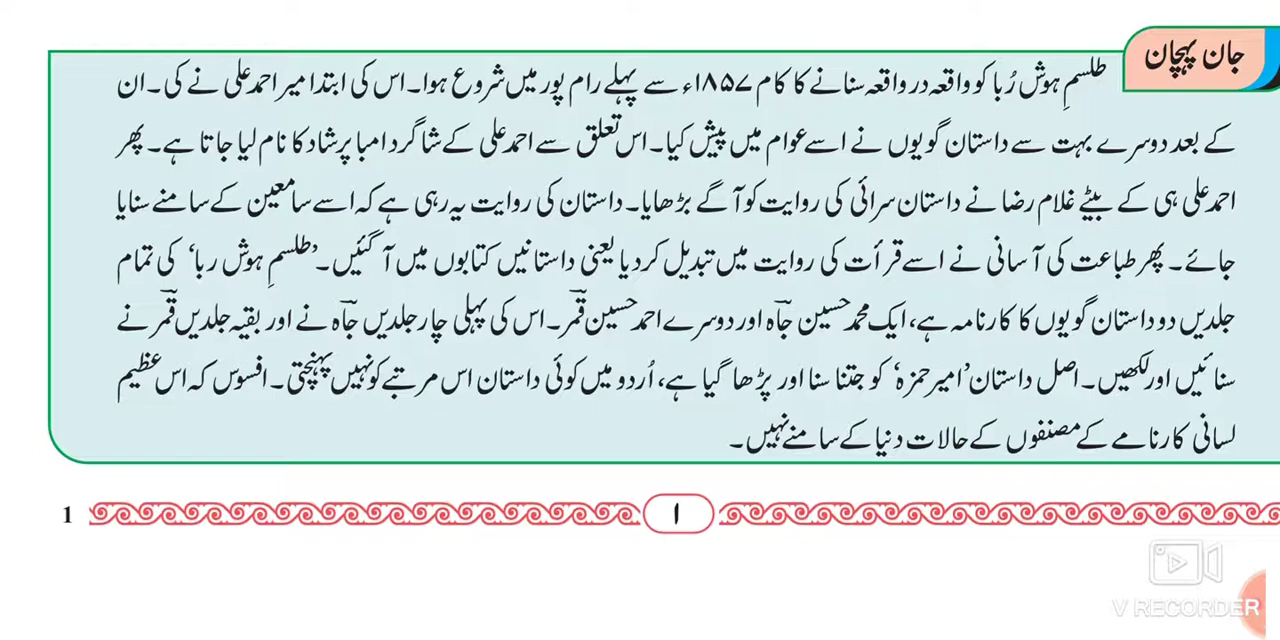 جان پہچان
طلسمِ ہوش رُبا کو واقعہ در واقعہ سنانے کا کام ۱۸۵۷ء سے پہلے رام پور میں شروع ہوا۔ اس کی ابتدا میر احمد علی نے کی۔ ان
کے بعد دوسرے بہت سے داستان گویوں نے اسے عوام میں پیش کیا۔ اس تعلق سے احمد علی کے شاگرد امبا پرشاد کا نام لیا جاتا ہے۔ پھر
احمد علی ہی کے بیٹے غلام رضا نے داستان سرائی کی روایت کو آگے بڑھایا۔ داستان کی روایت یہ رہی ہے کہ اسے سامعین کے سامنے سنایا
جائے۔ پھر طباعت کی آسانی نے اسے قرأت کی روایت میں تبدیل کردیا یعنی داستانیں کتابوں میں آ گئیں۔ ’طلسمِ ہوش ربا‘ کی تمام
جلدیں دو داستان گویوں کا کارنامہ ہے، ایک محمد حسین جاہؔ اور دوسرے احمد حسین قمرؔ۔ اس کی پہلی چار جلدیں جاہؔ نے اور بقیہ جلدیں قمرؔ نے
سنائیں اور لکھیں۔ اصل داستان ’امیر حمزہ‘ کو جتنا سنا اور پڑھا گیا ہے، اُردو میں کوئی داستان اس مرتبے کو نہیں پہنچتی۔ افسوس کہ اس عظیم
لسانی کارنامے کے مصنفوں کے حالات دنیا کے سامنے نہیں۔
1
۱
V RECORDER